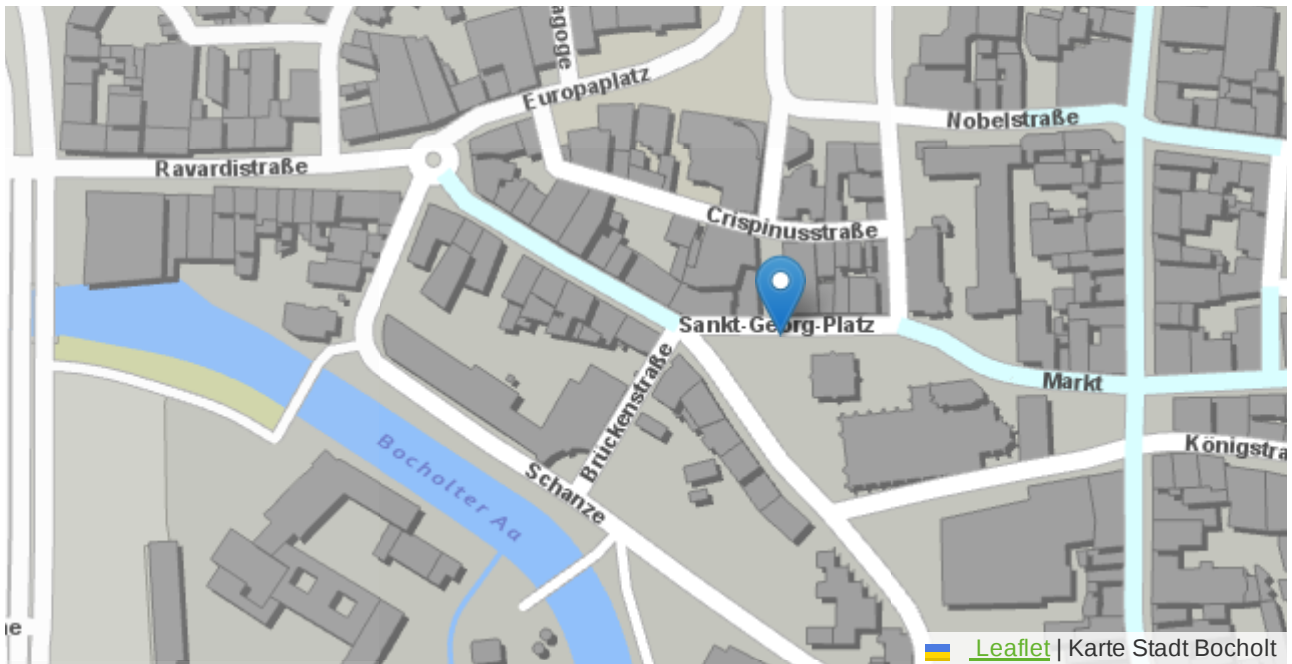 agoge
Europaplatz
Nobelstraße
Ravardistraße
Crispinusstraße
Sankt-Georg-Platz
Markt
Brückenstraße
Königstra
Bocholter Aa
Schanze
Leaflet | Karte Stadt Bocholt